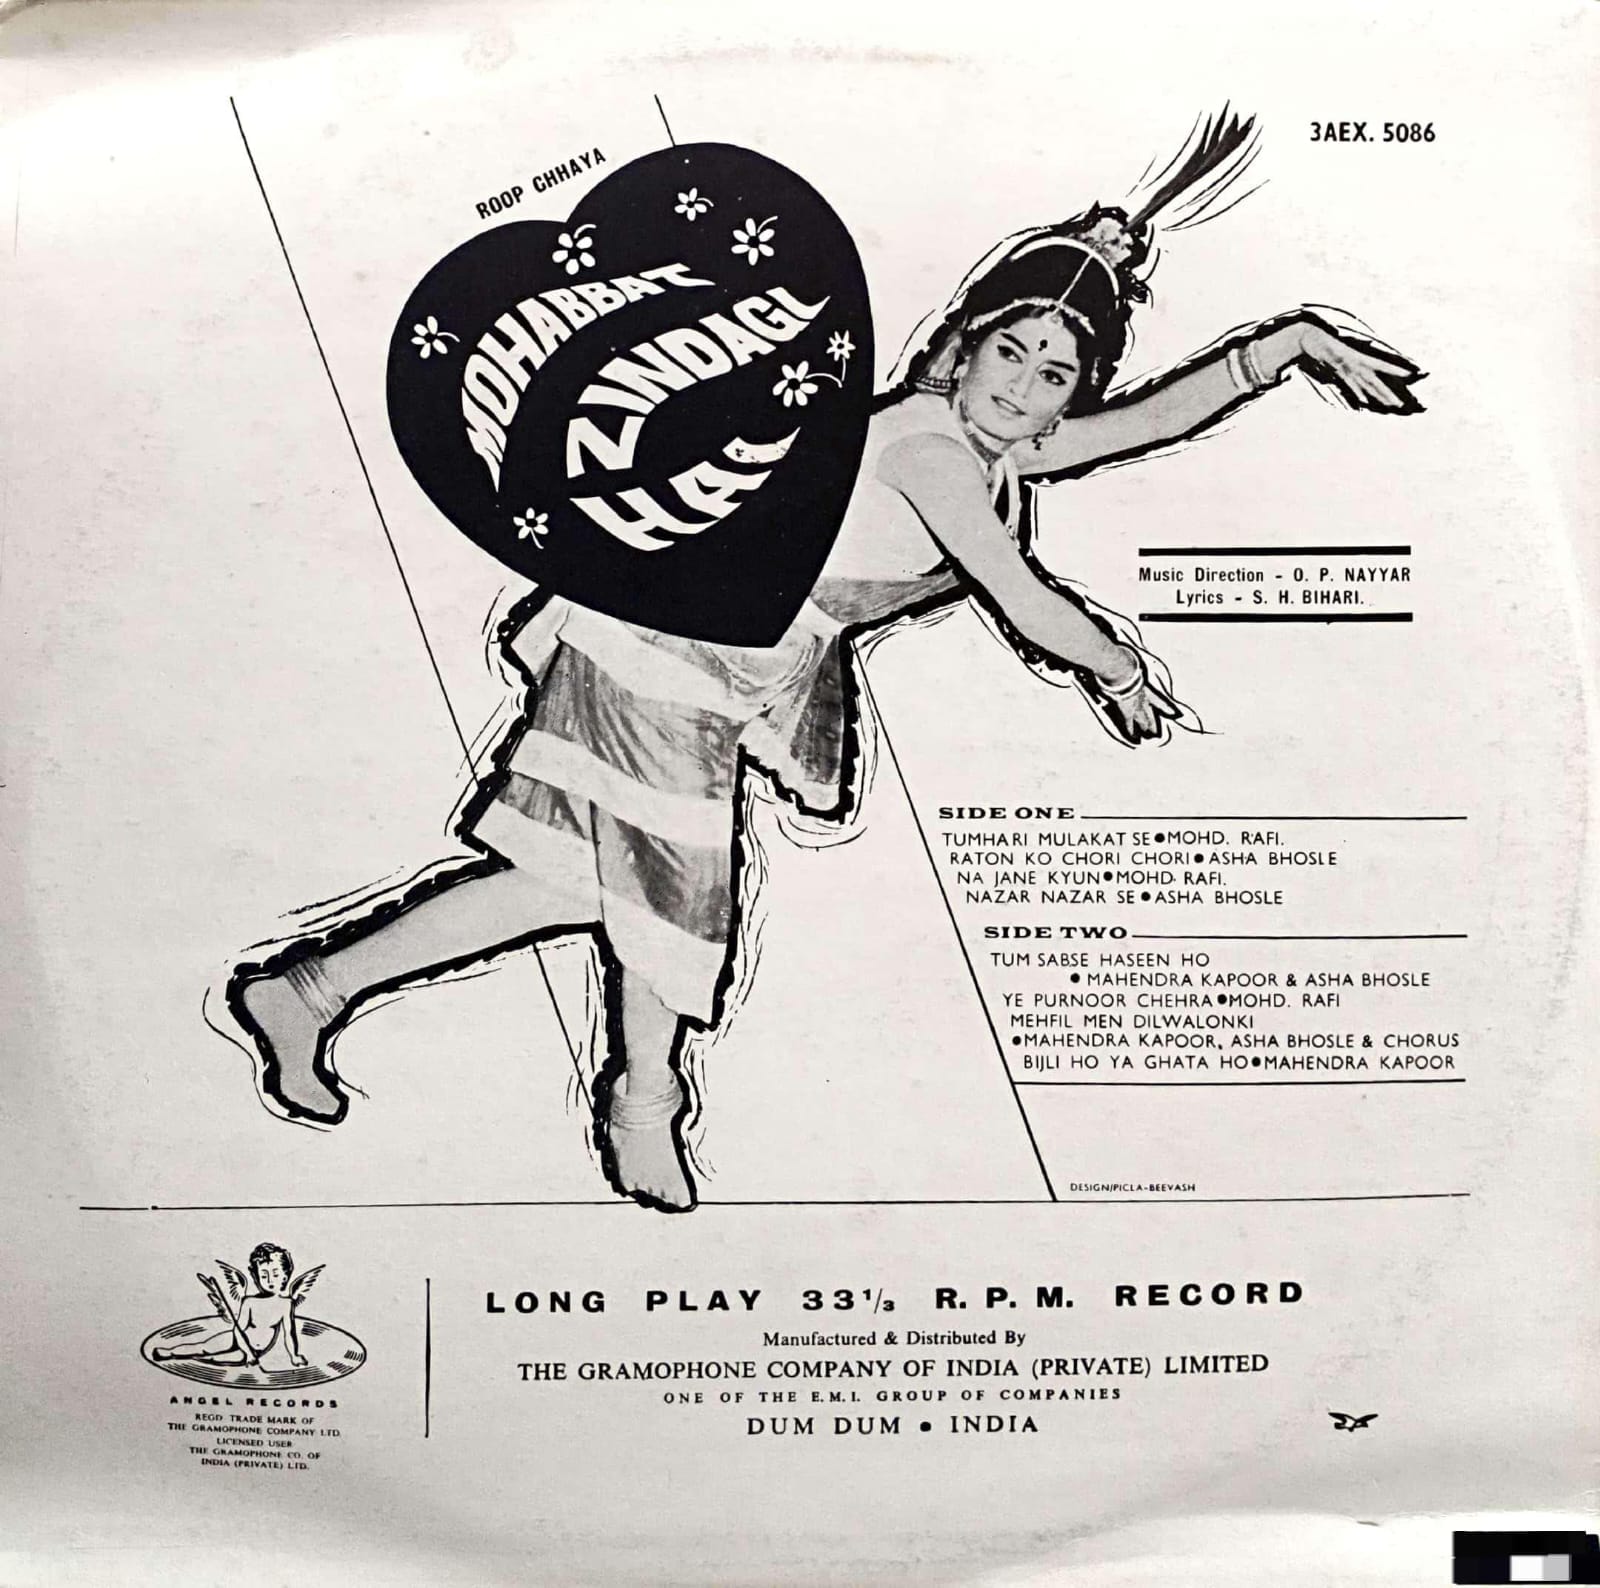 3AEX. 5086
ROOP CHHAYA
MOHABBAT
ZINDAGI
HAI
Music Direction - O. P. NAYYAR
Lyrics - S. H. BIHARI.
SIDE ONE
TUMHARI MULAKAT SE●MOHD. RAFI.
RATON KO CHORI CHORI●ASHA BHOSLE
NA JANE KYUN●MOHD. RAFI.
NAZAR NAZAR SE●ASHA BHOSLE
SIDE TWO
TUM SABSE HASEEN HO
●MAHENDRA KAPOOR & ASHA BHOSLE
YE PURNOOR CHEHRA●MOHD. RAFI
MEHFIL MEN DILWALONKI
●MAHENDRA KAPOOR, ASHA BHOSLE & CHORUS
BIJLI HO YA GHATA HO●MAHENDRA KAPOOR
DESIGN/PICLA-BEEVASH
LONG PLAY 33⅓ R. P. M. RECORD
Manufactured & Distributed By
THE GRAMOPHONE COMPANY OF INDIA (PRIVATE) LIMITED
ONE OF THE E.M.I. GROUP OF COMPANIES
DUM DUM ● INDIA
ANGEL RECORDS
REGD TRADE MARK OF
THE GRAMOPHONE COMPANY LTD.
LICENSED USER
THE GRAMOPHONE CO. OF
INDIA (PRIVATE) LTD.